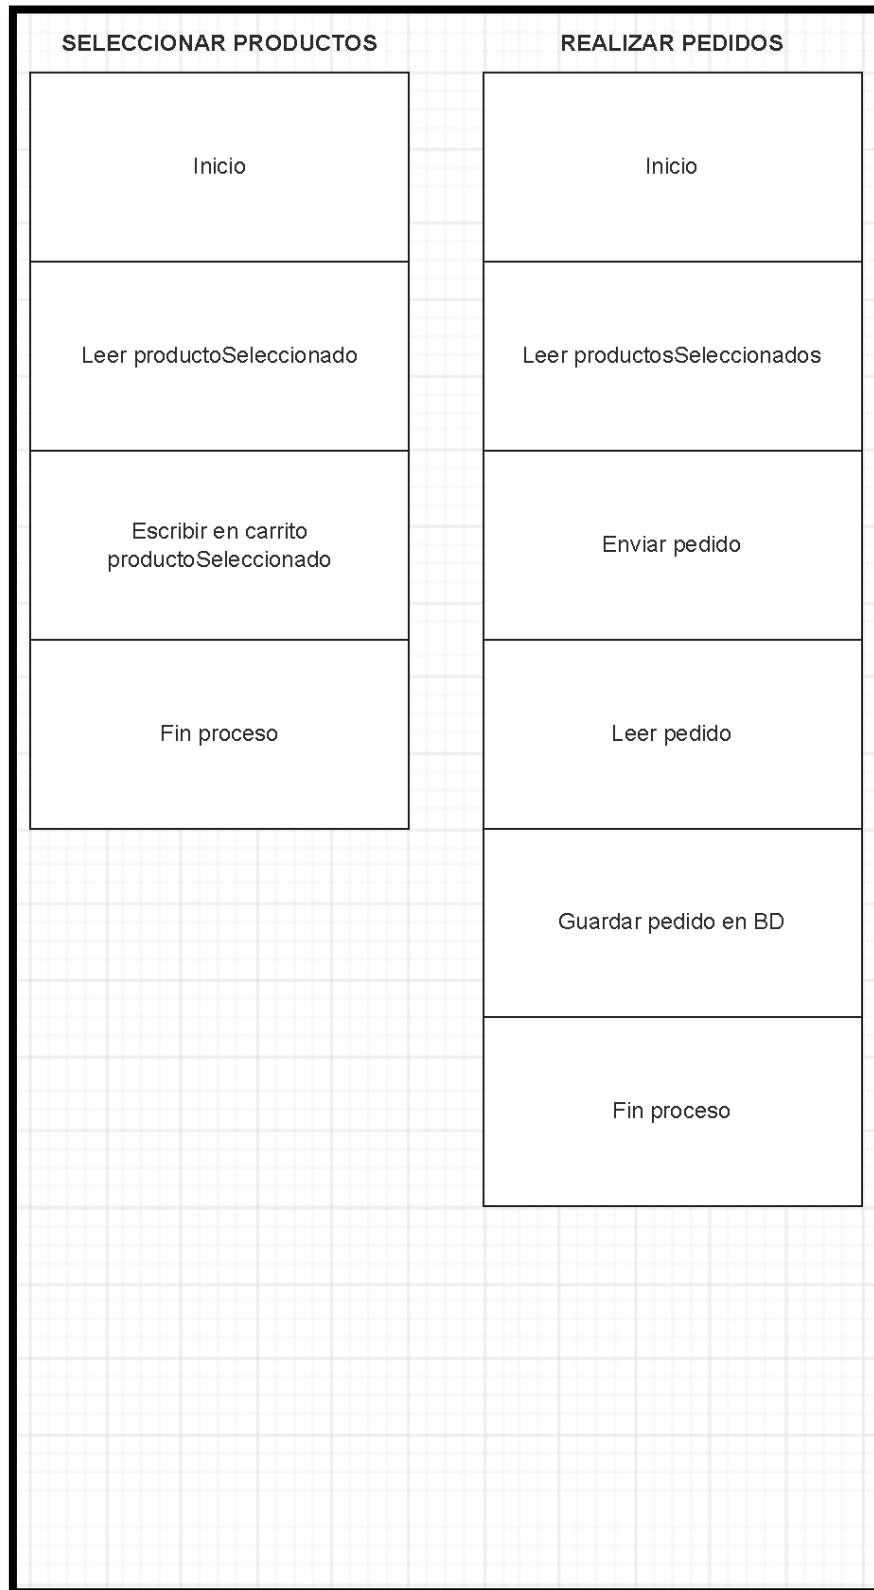 SELECCIONAR PRODUCTOS
Inicio
Leer productoSeleccionado
Escribir en carrito
productoSeleccionado
Fin proceso
REALIZAR PEDIDOS
Inicio
Leer productosSeleccionados
Enviar pedido
Leer pedido
Guardar pedido en BD
Fin proceso